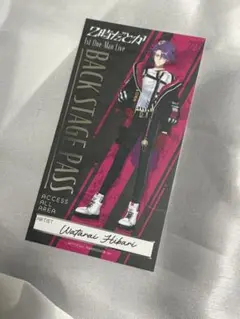 1st One-Man Live
BACK STAGE PASS
ACCESS
ALL
AREA
ARTIST
Watarai Hibari